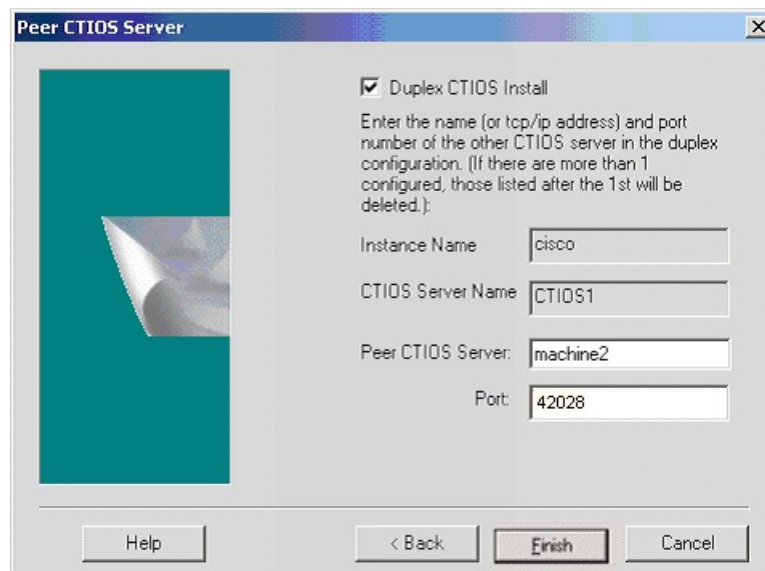 Peer CTIOS Server
Duplex CTIOS Install
Enter the name (or tcp/ip address) and port
number of the other CTIOS server in the duplex
configuration. (If there are more than 1
configured, those listed after the 1st will be
deleted.):
Instance Name
cisco
CTIOS Server Name
CTIOS1
Peer CTIOS Server:
machine2
Port:
42028
Help
< Back
Finish
Cancel